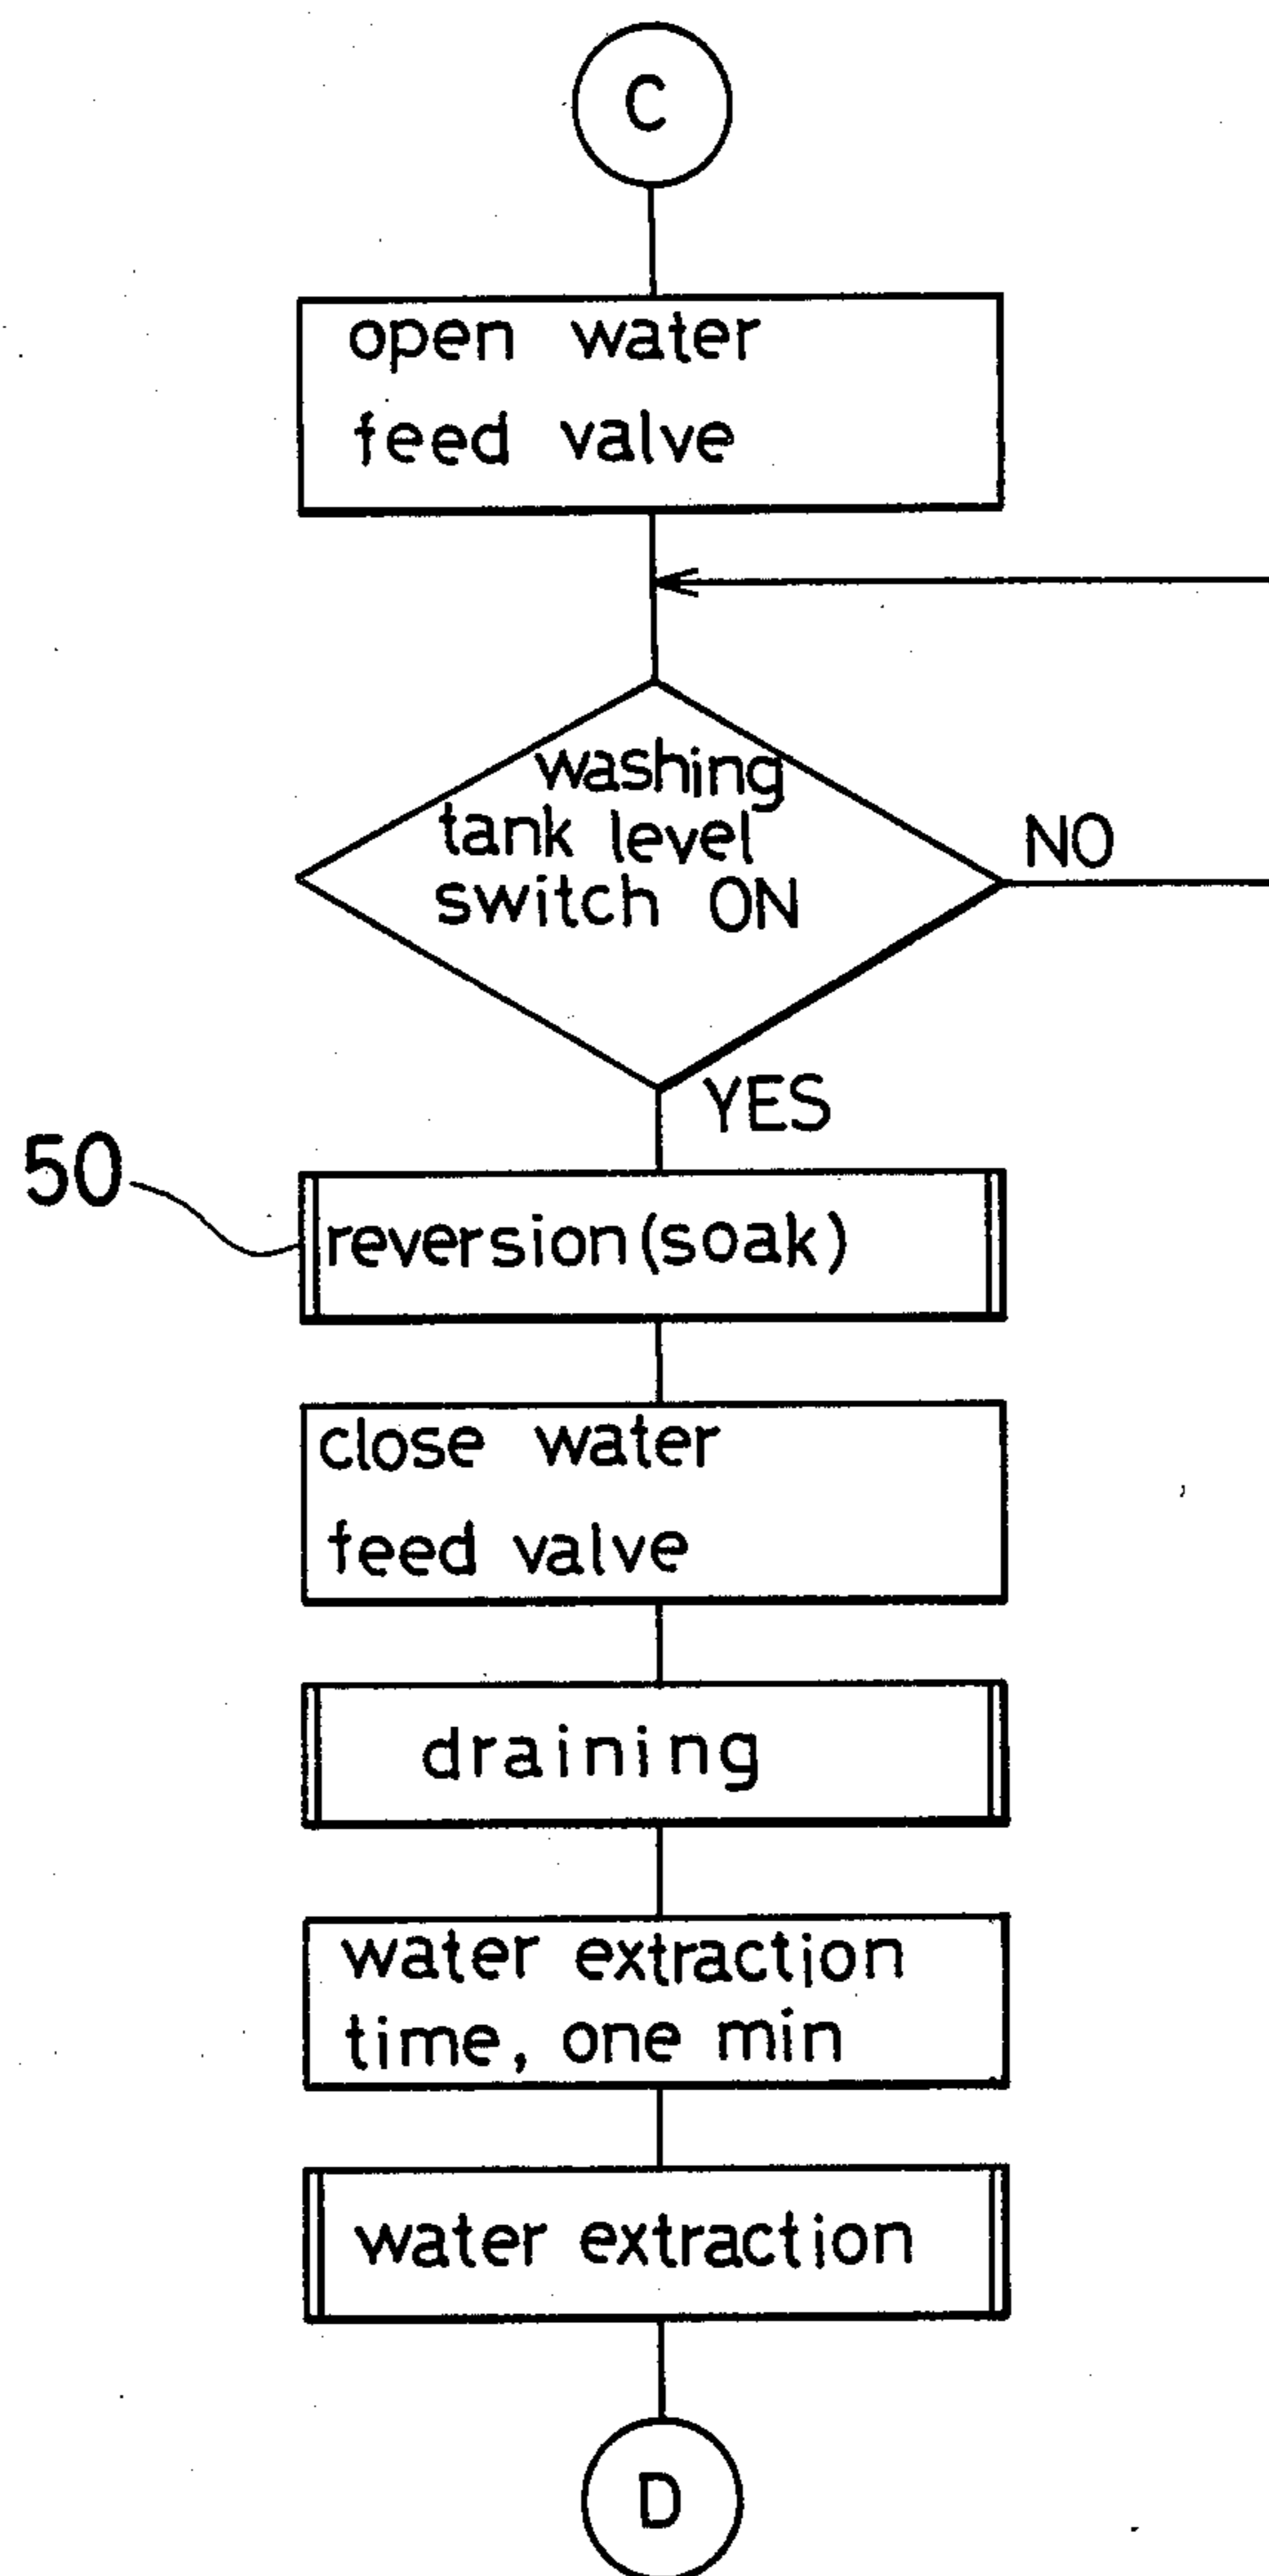 C
open water
feed valve
washing
tank level
switch ON
NO
YES
50
reversion(soak)
close water
feed valve
draining
water extraction
time, one min
water extraction
D